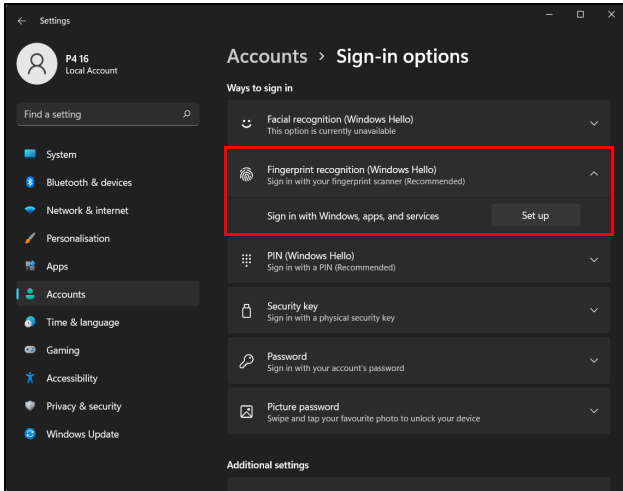 Settings
P4 16
Local Account
Find a setting
System
Bluetooth & devices
Network & internet
Personalisation
Apps
Accounts
Time & language
Gaming
Accessibility
Privacy & security
Windows Update
Accounts > Sign-in options
Ways to sign in
Facial recognition (Windows Hello)
This option is currently unavailable
Fingerprint recognition (Windows Hello)
Sign in with your fingerprint scanner (Recommended)
Sign in with Windows, apps, and services
Set up
PIN (Windows Hello)
Sign in with a PIN (Recommended)
Security key
Sign in with a physical security key
Password
Sign in with your account's password
Picture password
Swipe and tap your favourite photo to unlock your device
Additional settings